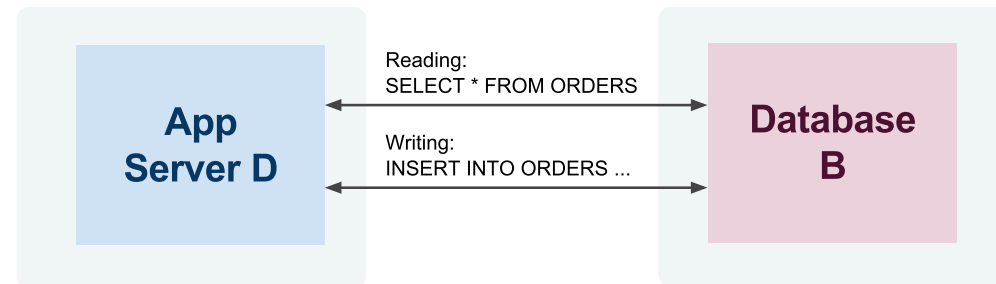 App
Server D
Reading:
SELECT * FROM ORDERS
Writing:
INSERT INTO ORDERS ...
Database
B